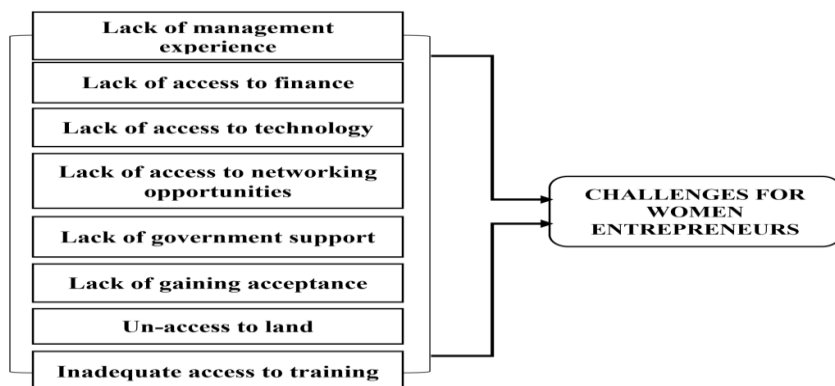 Lack of management
experience
Lack of access to finance
Lack of access to technology
Lack of access to networking
opportunities
Lack of government support
Lack of gaining acceptance
Un-access to land
Inadequate access to training
CHALLENGES FOR
WOMEN
ENTREPRENEURS